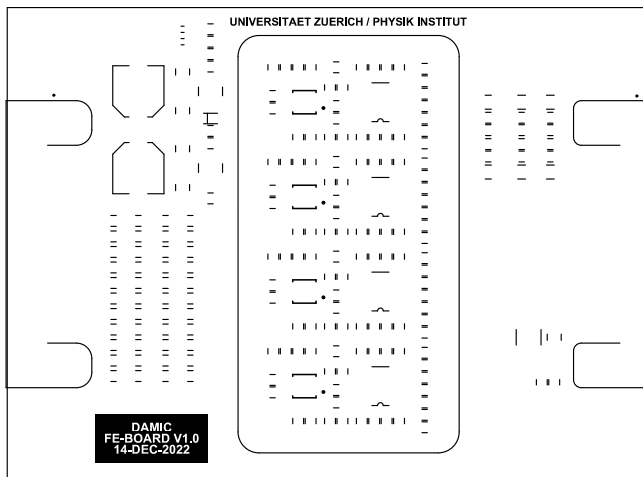 UNIVERSITAET ZUERICH / PHYSIK INSTITUT
DAMIC
FE-BOARD V1.0
14-DEC-2022